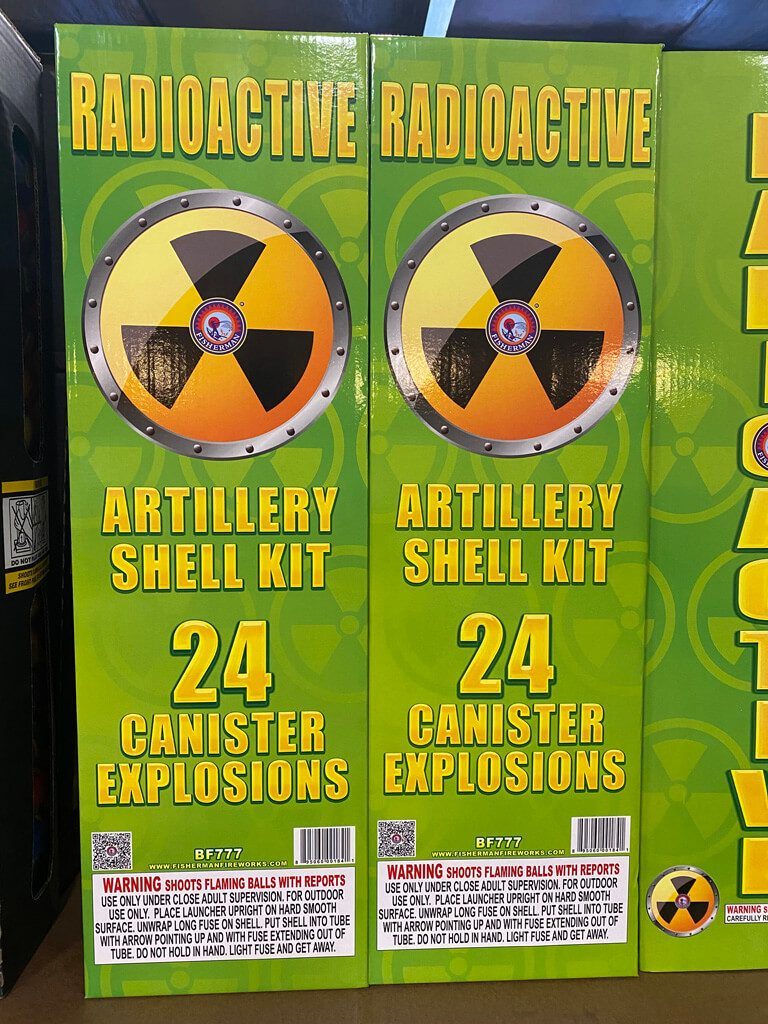 RADIOACTIVE
FISHERMAN
ARTILLERY
SHELL KIT
24
CANISTER
EXPLOSIONS
BF777
WWW.FISHERMANFIREWORKS.COM
WARNING SHOOTS FLAMING BALLS WITH REPORTS
USE ONLY UNDER CLOSE ADULT SUPERVISION. FOR OUTDOOR
USE ONLY. PLACE LAUNCHER UPRIGHT ON HARD SMOOTH
SURFACE. UNWRAP LONG FUSE ON SHELL. PUT SHELL INTO TUBE
WITH ARROW POINTING UP AND WITH FUSE EXTENDING OUT OF
TUBE. DO NOT HOLD IN HAND. LIGHT FUSE AND GET AWAY.
RADIOACTIVE
FISHERMAN
ARTILLERY
SHELL KIT
24
CANISTER
EXPLOSIONS
BF777
WWW.FISHERMANFIREWORKS.COM
WARNING SHOOTS FLAMING BALLS WITH REPORTS
USE ONLY UNDER CLOSE ADULT SUPERVISION. FOR OUTDOOR
USE ONLY. PLACE LAUNCHER UPRIGHT ON HARD SMOOTH
SURFACE. UNWRAP LONG FUSE ON SHELL. PUT SHELL INTO TUBE
WITH ARROW POINTING UP AND WITH FUSE EXTENDING OUT OF
TUBE. DO NOT HOLD IN HAND. LIGHT FUSE AND GET AWAY.
WARNING
CAREFULLY
DO NOT